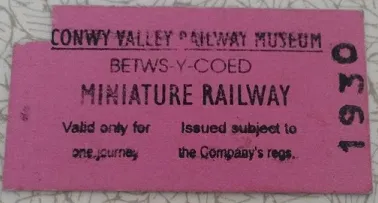 CONWY VALLEY RAILWAY MUSEUM
BETWS-Y-COED
MINIATURE RAILWAY
Valid only for Issued subject to
one journey the Company's regs.
1930